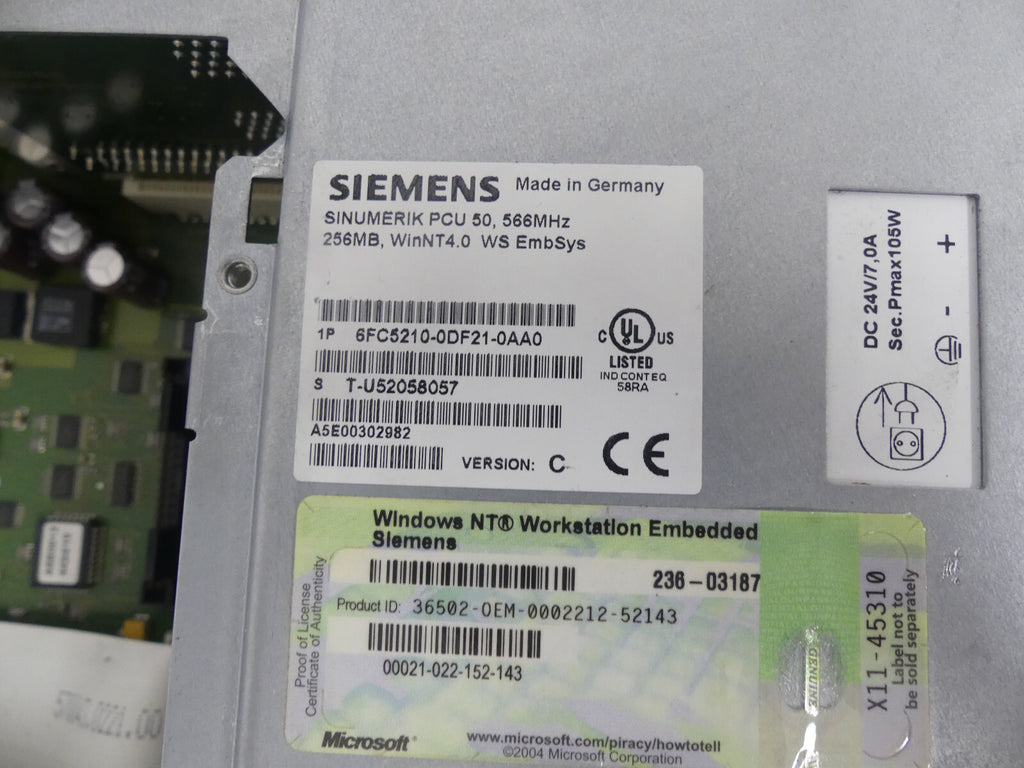 SIEMENS Made in Germany
SINUMERIK PCU 50, 566MHz
256MB, WinNT4.0 WS EmbSys
1P 6FC5210-0DF21-0AA0
S T-U52058057
A5E00302982
VERSION: C
C UL US
LISTED
IND CONT EQ
58RA
CE
DC 24V/7,0A
Sec.Pmax105W
- +
Windows NT® Workstation Embedded
Siemens
236-03187
Product ID: 36502-OEM-0002212-52143
00021-022-152-143
Proof of License
Certificate of Authenticity
Microsoft®
www.microsoft.com/piracy/howtotell
©2004 Microsoft Corporation
GENUINE
X11-45310
Label not to
be sold separately